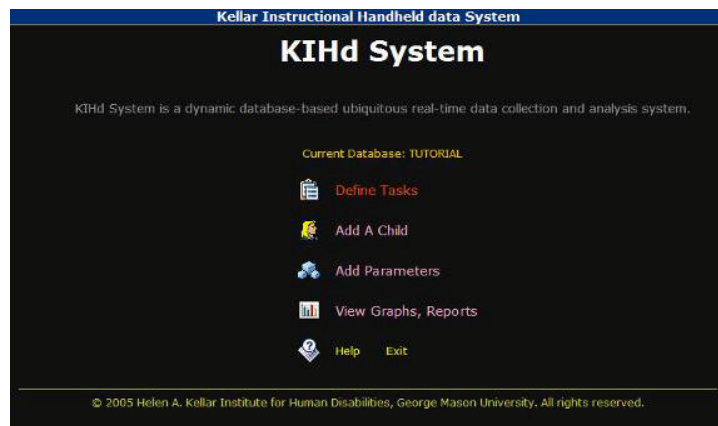 Kellar Instructional Handheld data System
KIHd System
KIHd System is a dynamic database-based ubiquitous real-time data collection and analysis system.
Current Database: TUTORIAL
Define Tasks
Add A Child
Add Parameters
View Graphs, Reports
Help Exit
© 2005 Helen A. Kellar Institute for Human Disabilities, George Mason University. All rights reserved.